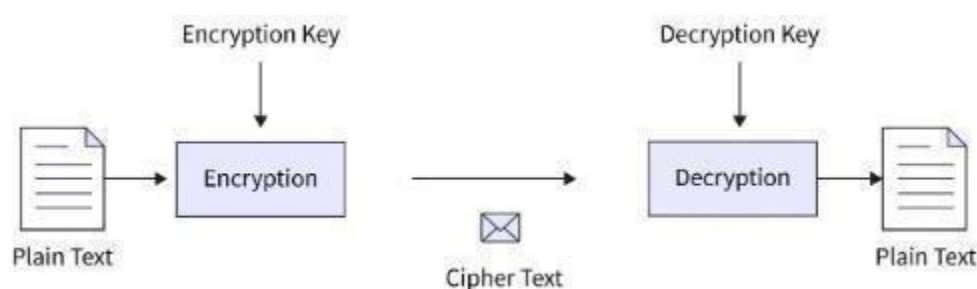 Encryption Key
Decryption Key
Encryption
Decryption
Plain Text
Cipher Text
Plain Text